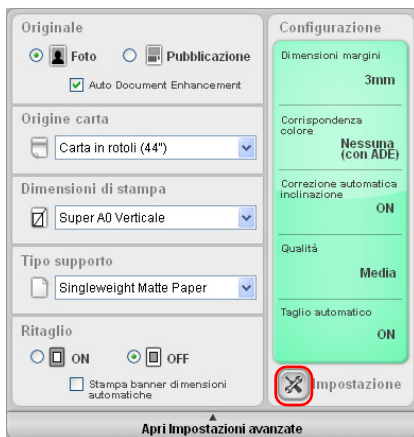 Originale
Foto
Pubblicazione
Auto Document Enhancement
Origine carta
Carta in rotoli (44")
Dimensioni di stampa
Super A0 Verticale
Tipo supporto
Singleweight Matte Paper
Ritaglio
ON
OFF
Stampa banner dimensioni
automatiche
Configurazione
Dimensioni margini
3mm
Corrispondenza
colore
Nessuna
(con ADE)
Correzione automatica
inclinazione
ON
Qualità
Media
Taglio automatico
ON
Impostazione
Apri Impostazioni avanzate